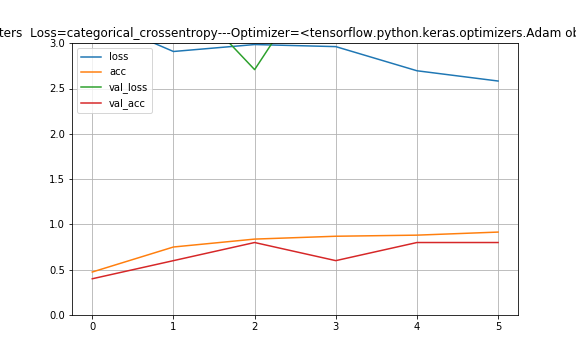 ters  Loss=categorical_crossentropy---Optimizer=<tensorflow.python.keras.optimizers.Adam ob
3.0
2.5
2.0
1.5
1.0
0.5
0.0
loss
acc
val_loss
val_acc
0 1 2 3 4 5